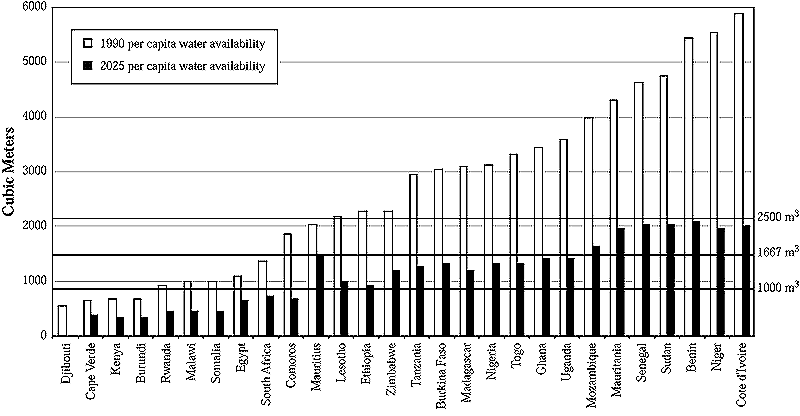 6000
1990 per capita water availability
2025 per capita water availability
5000
4000
Cubic Meters
3000
2500 m³
2000
1667 m³
1000
1000 m³
0
Djibouti
Cape Verde
Kenya
Burundi
Rwanda
Malawi
Somalia
Egypt
South Africa
Comoros
Mauritius
Lesotho
Ethiopia
Zimbabwe
Tanzania
Burkina Faso
Madagascar
Nigeria
Togo
Ghana
Uganda
Mozambique
Mauritania
Senegal
Sudan
Benin
Niger
Cote d'Ivoire